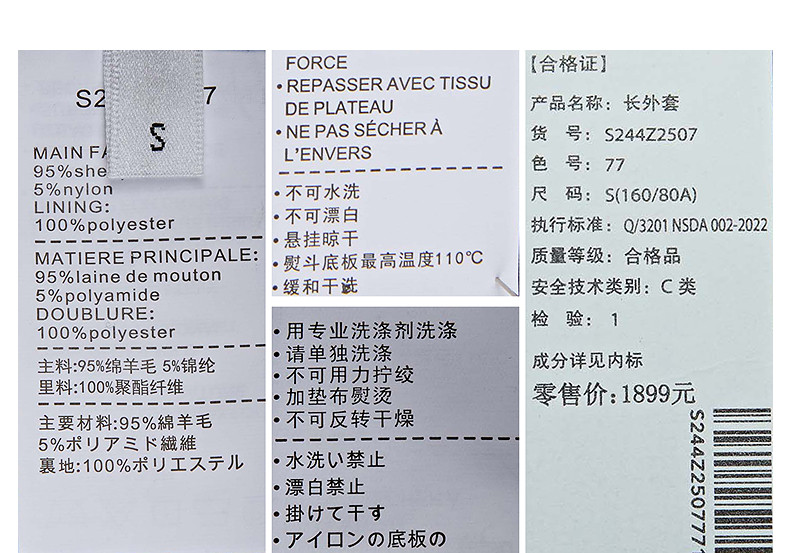 S
MAIN
5%nylon
LINING:
100%polyester
MATIERE PRINCIPALE:
95%laine de mouton
5%polyamide
DOUBLURE:
100%polyester
主料:95%绵羊毛 5%锦纶
里料:100%聚酯纤维
主要材料:95%綿羊毛
5%ポリアミド繊維
裏地:100%ポリエステル
FORCE
•REPASSER AVEC TISSU
DE PLATEAU
•NE PAS SÉCHER À
L'ENVERS
•不可水洗
•不可漂白
•悬挂晾干
•熨斗底板最高温度110℃
•缓和干洗
•用专业洗涤剂洗涤
•请单独洗涤
•不可用力拧绞
•加垫布熨烫
•不可反转干燥
•水洗い禁止
•漂白禁止
•掛けて干す
•アイロンの底板の
【合格证】
产品名称: 长外套
货 号: S244Z2507
色 号: 77
尺 码: S(160/80A)
执行标准: Q/3201 NSDA 002-2022
质量等级: 合格品
安全技术类别: C 类
检 验: 1
成分详见内标
零售价:1899元
S244Z2507771